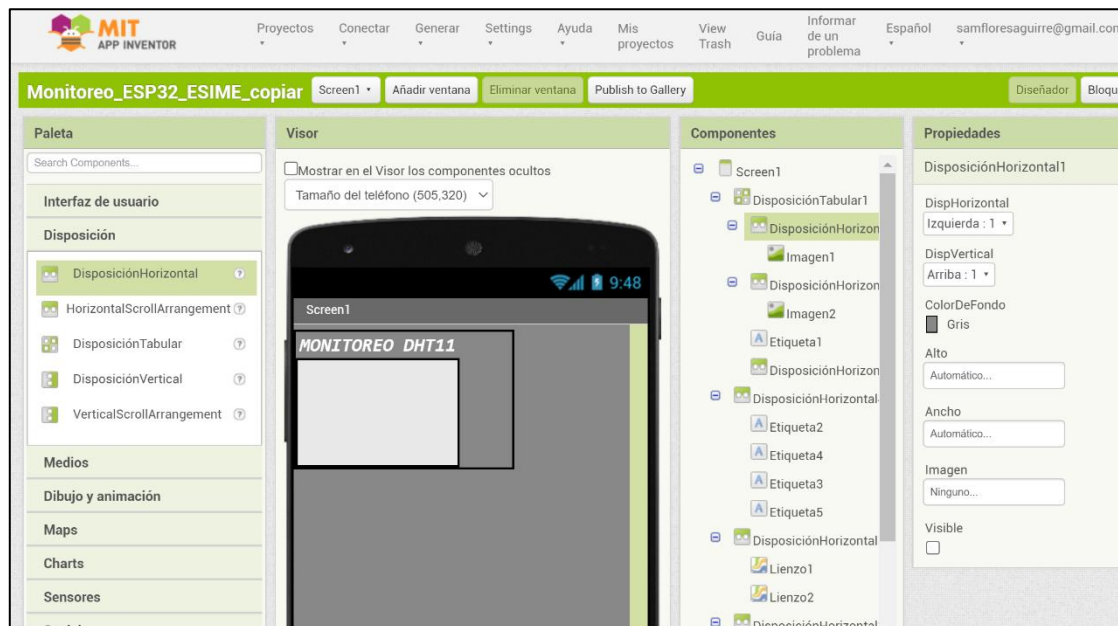 MIT
APP INVENTOR
Proyectos
Conectar
Generar
Settings
Ayuda
Mis
proyectos
View
Trash
Guía
Informar
de un
problema
Español
samfloresaguirre@gmail.com
Monitoreo_ESP32_ESIME_copiar
Screen1
Añadir ventana
Eliminar ventana
Publish to Gallery
Diseñador
Bloqu
Paleta
Search Components...
Interfaz de usuario
Disposición
DisposiciónHorizontal
HorizontalScrollArrangement
DisposiciónTabular
DisposiciónVertical
VerticalScrollArrangement
Medios
Dibujo y animación
Maps
Charts
Sensores
Visor
Mostrar en el Visor los componentes ocultos
Tamaño del teléfono (505,320)
9:48
Screen1
MONITOREO DHT11
Componentes
Screen1
DisposiciónTabular1
DisposiciónHorizon
Imagen1
DisposiciónHorizon
Imagen2
Etiqueta1
DisposiciónHorizon
DisposiciónHorizontal
Etiqueta2
Etiqueta4
Etiqueta3
Etiqueta5
DisposiciónHorizontal
Lienzo1
Lienzo2
DisposiciónHorizontal
Propiedades
DisposiciónHorizontal1
DispHorizontal
Izquierda : 1
DispVertical
Arriba : 1
ColorDeFondo
Gris
Alto
Automático...
Ancho
Automático...
Imagen
Ninguno...
Visible